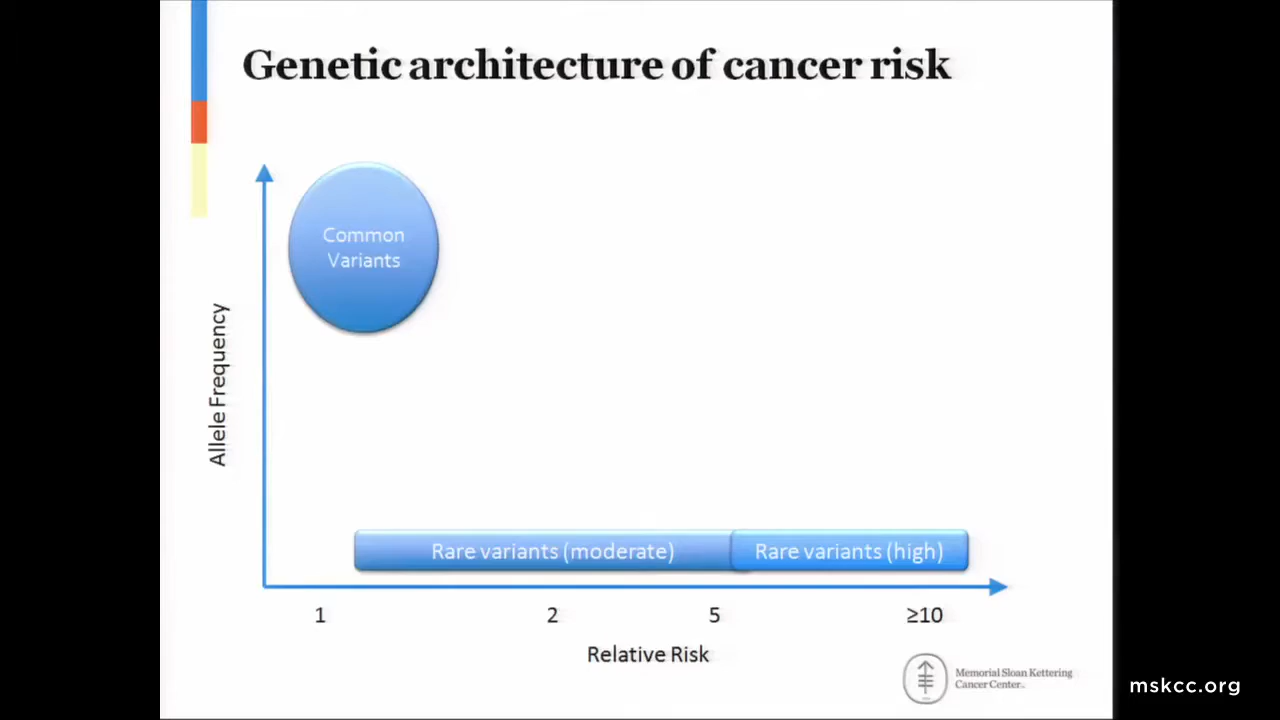 Genetic architecture of cancer risk
Common
Variants
Allele Frequency
Rare variants (moderate)
Rare variants (high)
1
2
5
≥10
Relative Risk
Memorial Sloan Kettering
Cancer Center
mskcc.org